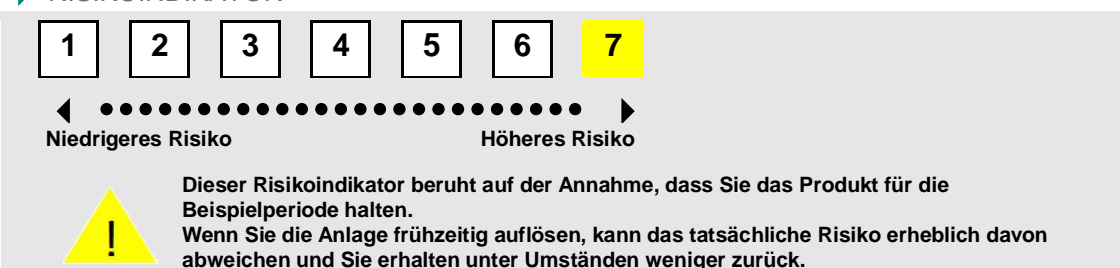 1 2 3 4 5 6 7
Niedrigeres Risiko Höheres Risiko
Dieser Risikoindikator beruht auf der Annahme, dass Sie das Produkt für die
Beispielperiode halten.
!
Wenn Sie die Anlage frühzeitig auflösen, kann das tatsächliche Risiko erheblich davon
abweichen und Sie erhalten unter Umständen weniger zurück.